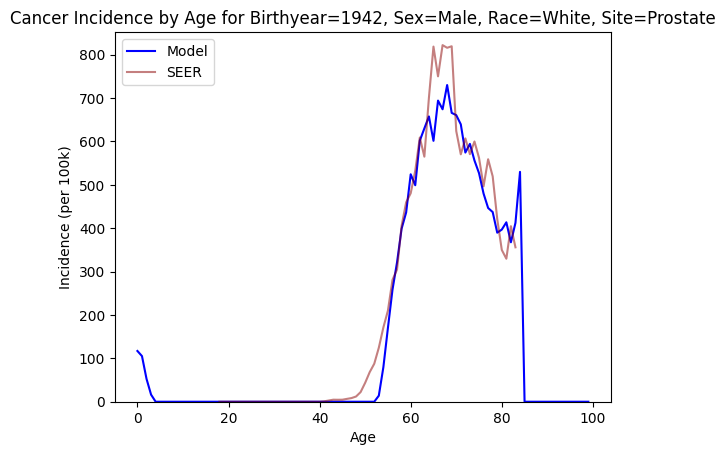 Cancer Incidence by Age for Birthyear=1942, Sex=Male, Race=White, Site=Prostate
Model
SEER
800
700
600
500
400
300
200
100
0
Incidence (per 100k)
0 20 40 60 80 100
Age